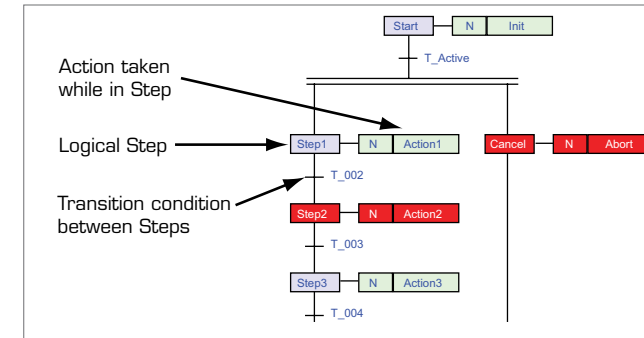 Start N Init
T_Active
Action taken
while in Step
Logical Step
Transition condition
between Steps
Step1 N Action1
Cancel N Abort
T_002
Step2 N Action2
T_003
Step3 N Action3
T_004